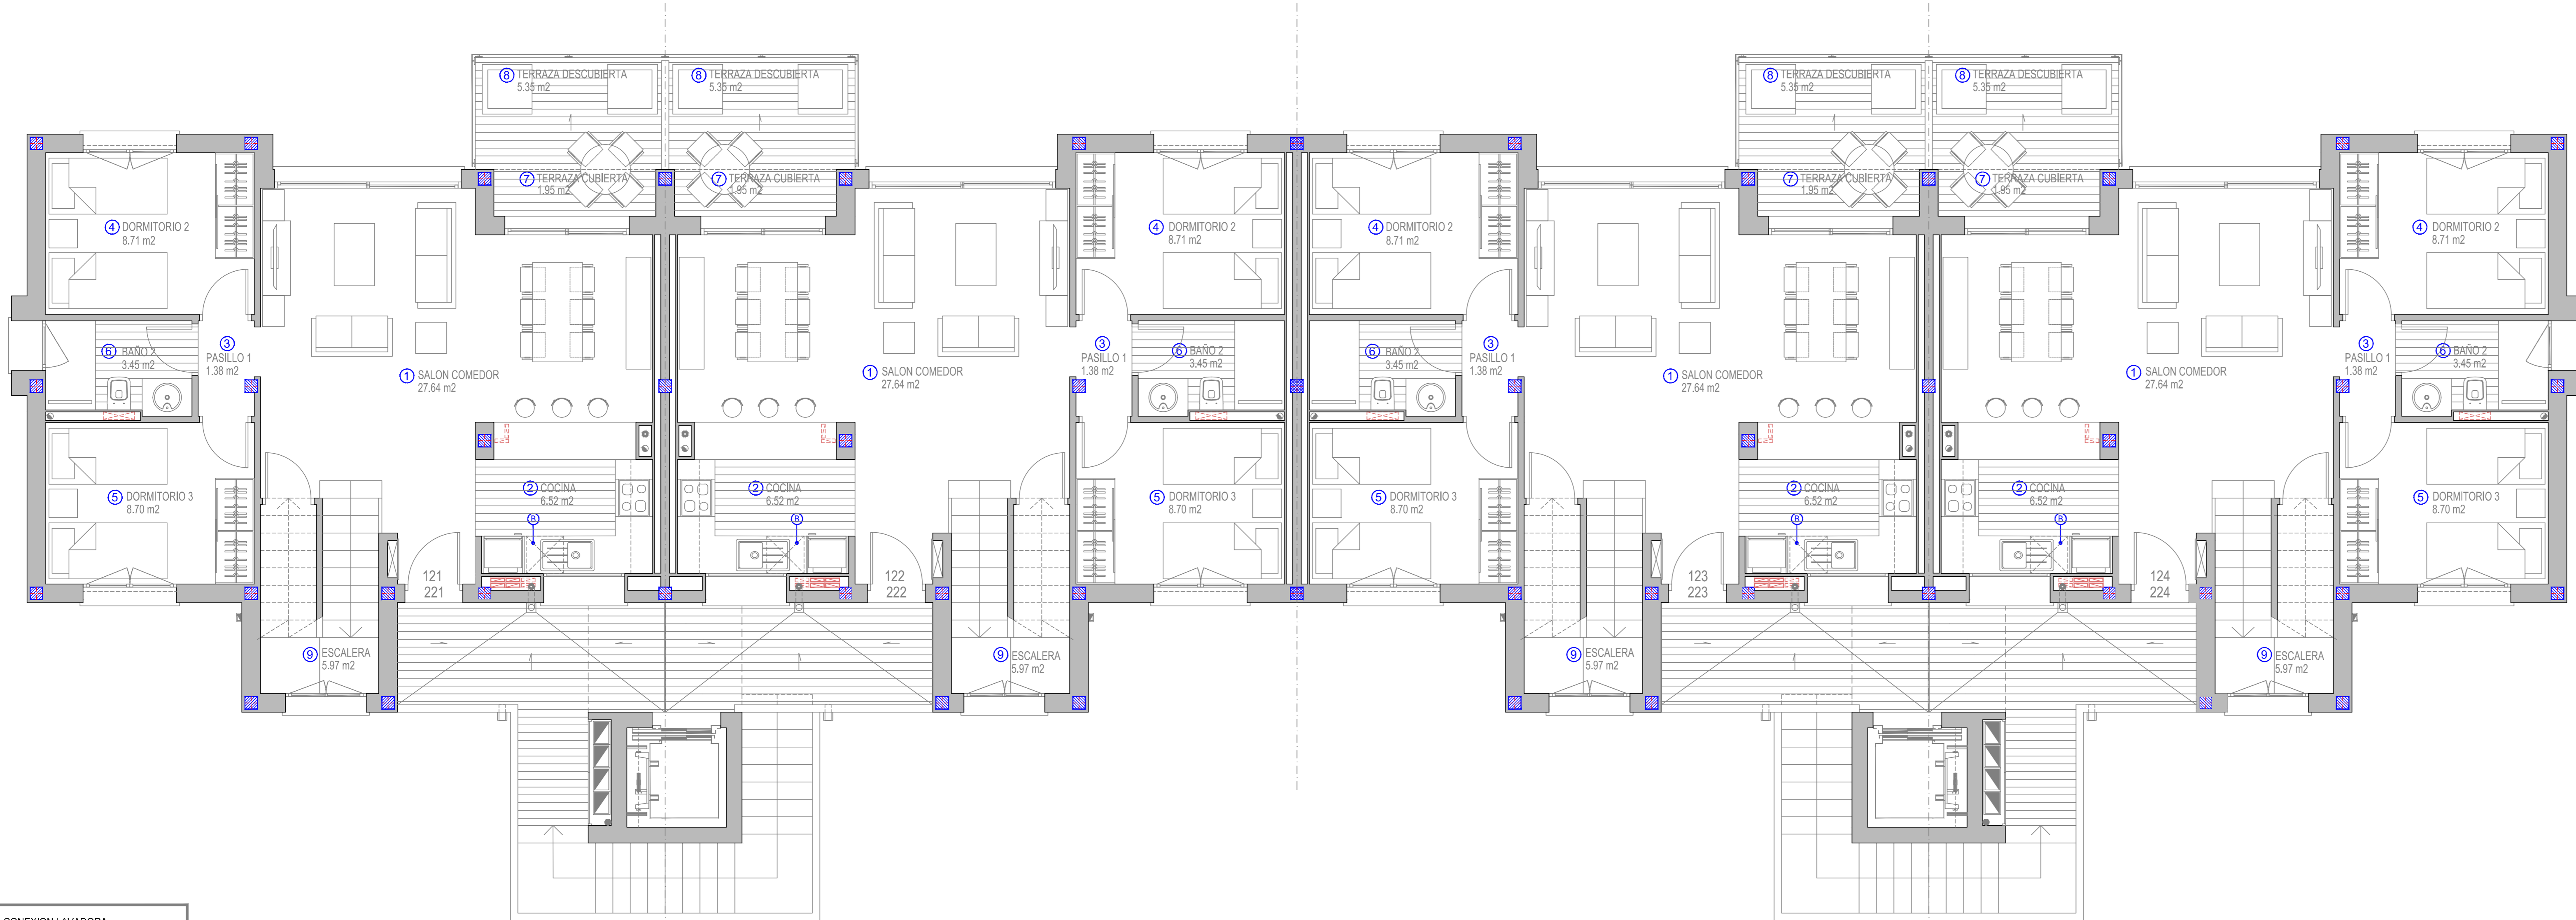 8 TERRAZA DESCUBIERTA
5.35 m2
8 TERRAZA DESCUBIERTA
5.35 m2
8 TERRAZA DESCUBIERTA
5.35 m2
8 TERRAZA DESCUBIERTA
5.35 m2
7 TERRAZA CUBIERTA
1.95 m2
7 TERRAZA CUBIERTA
1.95 m2
7 TERRAZA CUBIERTA
1.95 m2
7 TERRAZA CUBIERTA
1.95 m2
4 DORMITORIO 2
8.71 m2
4 DORMITORIO 2
8.71 m2
4 DORMITORIO 2
8.71 m2
4 DORMITORIO 2
8.71 m2
6 BAÑO 2
3.45 m2
3
PASILLO 1
1.38 m2
1 SALON COMEDOR
27.64 m2
1 SALON COMEDOR
27.64 m2
3
PASILLO 1
1.38 m2
6 BAÑO 2
3.45 m2
6 BAÑO 2
3.45 m2
3
PASILLO 1
1.38 m2
1 SALON COMEDOR
27.64 m2
1 SALON COMEDOR
27.64 m2
3
PASILLO 1
1.38 m2
6 BAÑO 2
3.45 m2
5 DORMITORIO 3
8.70 m2
2 COCINA
6.52 m2
8
2 COCINA
6.52 m2
8
5 DORMITORIO 3
8.70 m2
5 DORMITORIO 3
8.70 m2
2 COCINA
6.52 m2
8
2 COCINA
6.52 m2
8
5 DORMITORIO 3
8.70 m2
121
221
122
222
123
223
124
224
9 ESCALERA
5.97 m2
9 ESCALERA
5.97 m2
9 ESCALERA
5.97 m2
9 ESCALERA
5.97 m2